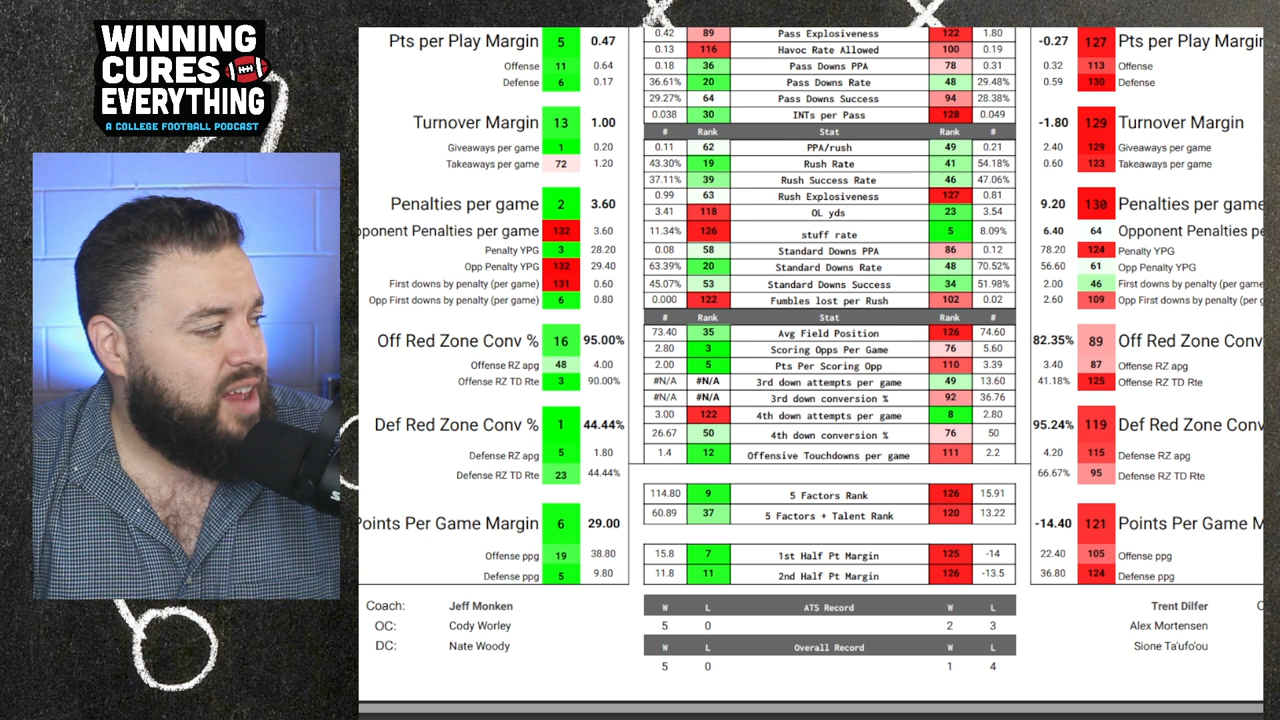 WINNING
CURES
EVERYTHING
A COLLEGE FOOTBALL PODCAST
Pts per Play Margin 5 0.47
Offense 11 0.64
Defense 6 0.17
Turnover Margin 13 1.00
Giveaways per game 1 0.20
Takeaways per game 72 1.20
Penalties per game 2 3.60
pponent Penalties per game 132 3.60
Penalty YPG 3 28.20
Opp Penalty YPG 132 29.40
First downs by penalty (per game) 131 0.60
Opp First downs by penalty (per game) 6 0.80
Off Red Zone Conv % 16 95.00%
Offense RZ apg 48 4.00
Offense RZ TD Rte 3 90.00%
Def Red Zone Conv % 1 44.44%
Defense RZ apg 5 1.80
Defense RZ TD Rte 23 44.44%
Points Per Game Margin 6 29.00
Offense ppg 19 38.80
Defense ppg 5 9.80
Coach: Jeff Monken
OC: Cody Worley
DC: Nate Woody
0.42 89 Pass Explosiveness 122 1.80
0.13 116 Havoc Rate Allowed 100 0.19
0.18 36 Pass Downs PPA 78 0.31
36.61% 20 Pass Downs Rate 48 29.48%
29.27% 64 Pass Downs Success 94 28.38%
0.038 30 INTs per Pass 128 0.049
# Rank Stat Rank #
0.11 62 PPA/rush 49 0.21
43.30% 19 Rush Rate 41 54.18%
37.11% 39 Rush Success Rate 46 47.06%
0.99 63 Rush Explosiveness 127 0.81
3.41 118 OL yds 23 3.54
11.34% 126 stuff rate 5 8.09%
0.08 58 Standard Downs PPA 86 0.12
63.39% 20 Standard Downs Rate 48 70.52%
45.07% 53 Standard Downs Success 34 51.98%
0.000 122 Fumbles lost per Rush 102 0.02
# Rank Stat Rank #
73.40 35 Avg Field Position 126 74.60
2.80 3 Scoring Opps Per Game 76 5.60
2.00 5 Pts Per Scoring Opp 110 3.39
#N/A #N/A 3rd down attempts per game 49 13.60
#N/A #N/A 3rd down conversion % 92 36.76
3.00 122 4th down attempts per game 8 2.80
26.67 50 4th down conversion % 76 50
1.4 12 Offensive Touchdowns per game 111 2.2
114.80 9 5 Factors Rank 126 15.91
60.89 37 5 Factors + Talent Rank 120 13.22
15.8 7 1st Half Pt Margin 125 -14
11.8 11 2nd Half Pt Margin 126 -13.5
W L ATS Record W L
5 0 2 3
W L Overall Record W L
5 0 1 4
-0.27 127 Pts per Play Margin
0.32 113 Offense
0.59 130 Defense
-1.80 129 Turnover Margin
2.40 129 Giveaways per game
0.60 123 Takeaways per game
9.20 130 Penalties per game
6.40 64 Opponent Penalties pe
78.20 124 Penalty YPG
56.60 61 Opp Penalty YPG
2.00 46 First downs by penalty (per game)
2.60 109 Opp First downs by penalty (per g
82.35% 89 Off Red Zone Conv
3.40 87 Offense RZ apg
41.18% 125 Offense RZ TD Rte
95.24% 119 Def Red Zone Conv
4.20 115 Defense RZ apg
66.67% 95 Defense RZ TD Rte
-14.40 121 Points Per Game M
22.40 105 Offense ppg
36.80 124 Defense ppg
Trent Dilfer C
Alex Mortensen
Sione Ta'ufo'ou